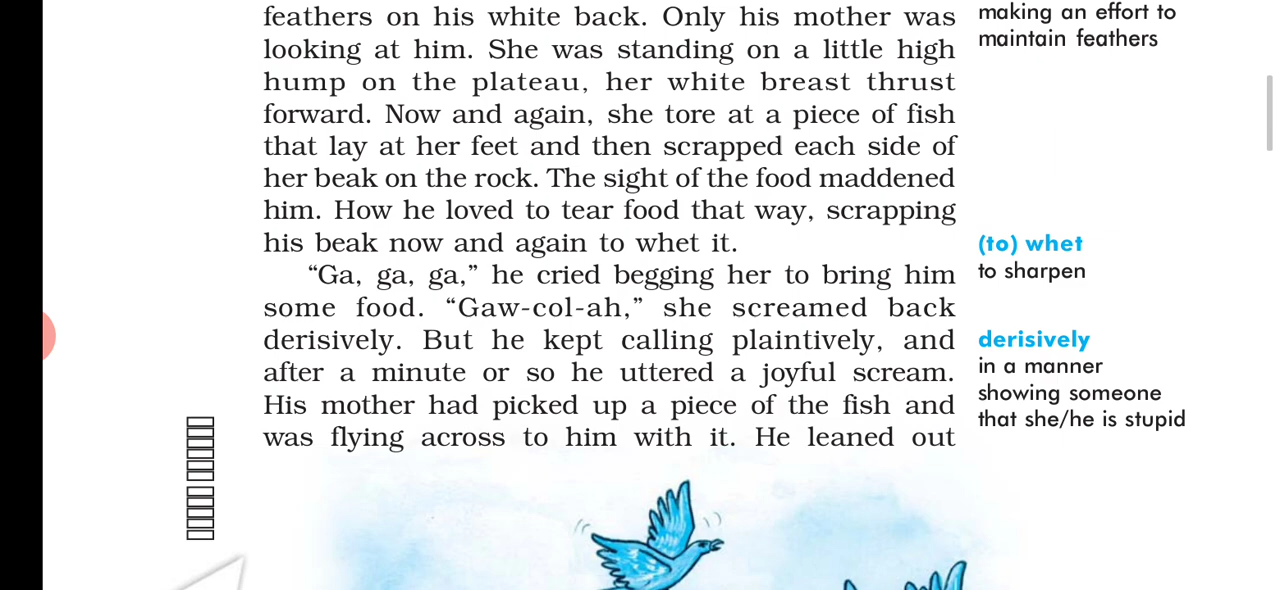 feathers on his white back. Only his mother was
looking at him. She was standing on a little high
hump on the plateau, her white breast thrust
forward. Now and again, she tore at a piece of fish
that lay at her feet and then scrapped each side of
her beak on the rock. The sight of the food maddened
him. How he loved to tear food that way, scrapping
his beak now and again to whet it.
“Ga, ga, ga,” he cried begging her to bring him
some food. “Gaw-col-ah,” she screamed back
derisively. But he kept calling plaintively, and
after a minute or so he uttered a joyful scream.
His mother had picked up a piece of the fish and
was flying across to him with it. He leaned out
making an effort to
maintain feathers
(to) whet
to sharpen
derisively
in a manner
showing someone
that she/he is stupid